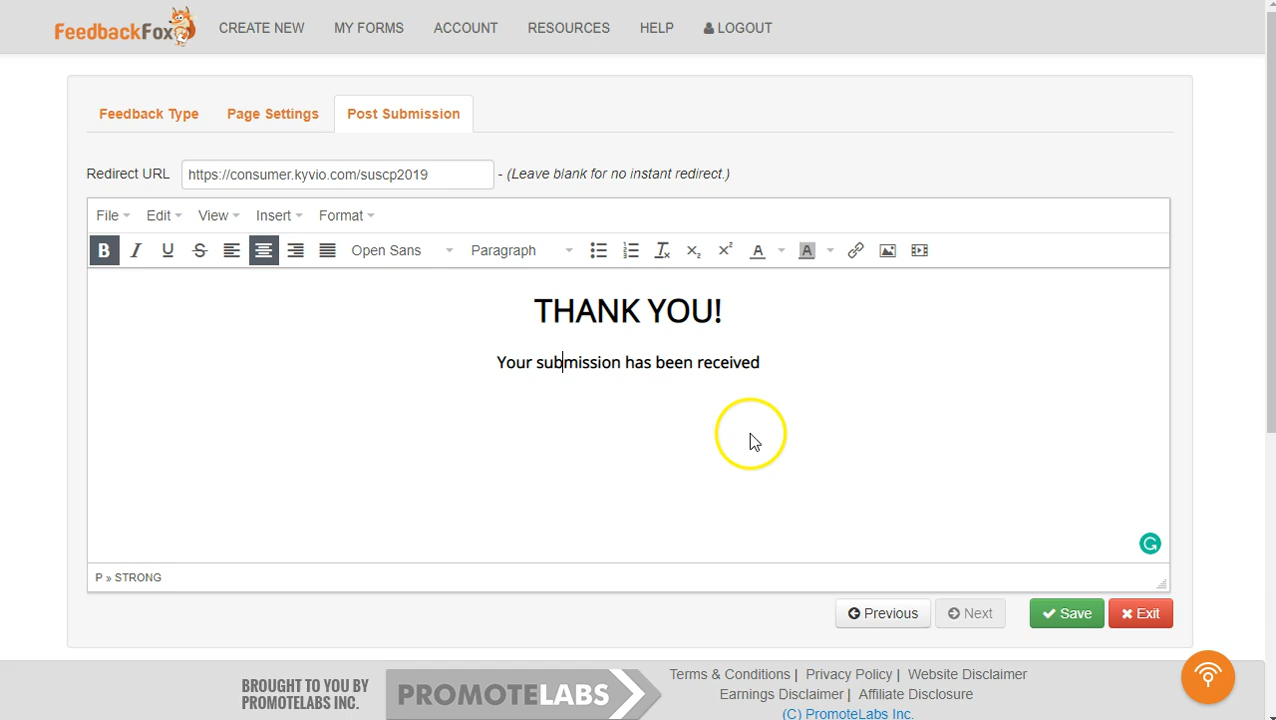 FeedbackFox CREATE NEW MY FORMS ACCOUNT RESOURCES HELP LOGOUT
Feedback Type Page Settings Post Submission
Redirect URL https://consumer.kyvio.com/suscp2019 - (Leave blank for no instant redirect.)
File Edit View Insert Format
B I U S Open Sans Paragraph A A
THANK YOU!
Your submission has been received
P » STRONG
Previous Next Save Exit
BROUGHT TO YOU BY
PROMOTELABS INC.
PROMOTELABS
Terms & Conditions | Privacy Policy | Website Disclaimer
Earnings Disclaimer | Affiliate Disclosure
(C) PromoteLabs Inc.